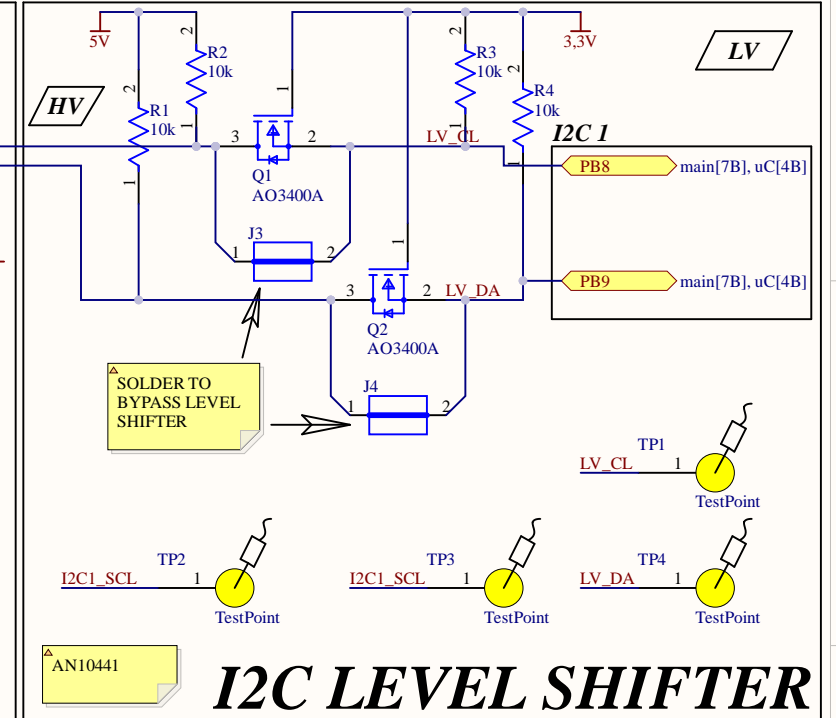 5V
2
R2
10k
1
2
R1
10k
1
HV
1
3
2
Q1
AO3400A
2
R3
10k
1
LV_CL
3,3V
2
R4
10k
1
LV
I2C 1
PB8
main[7B], uC[4B]
PB9
main[7B], uC[4B]
J3
1
2
1
3
2
LV_DA
Q2
AO3400A
J4
1
2
SOLDER TO
BYPASS LEVEL
SHIFTER
TP1
LV_CL
1
TestPoint
TP2
I2C1_SCL
1
TestPoint
TP3
I2C1_SCL
1
TestPoint
TP4
LV_DA
1
TestPoint
AN10441
I2C LEVEL SHIFTER